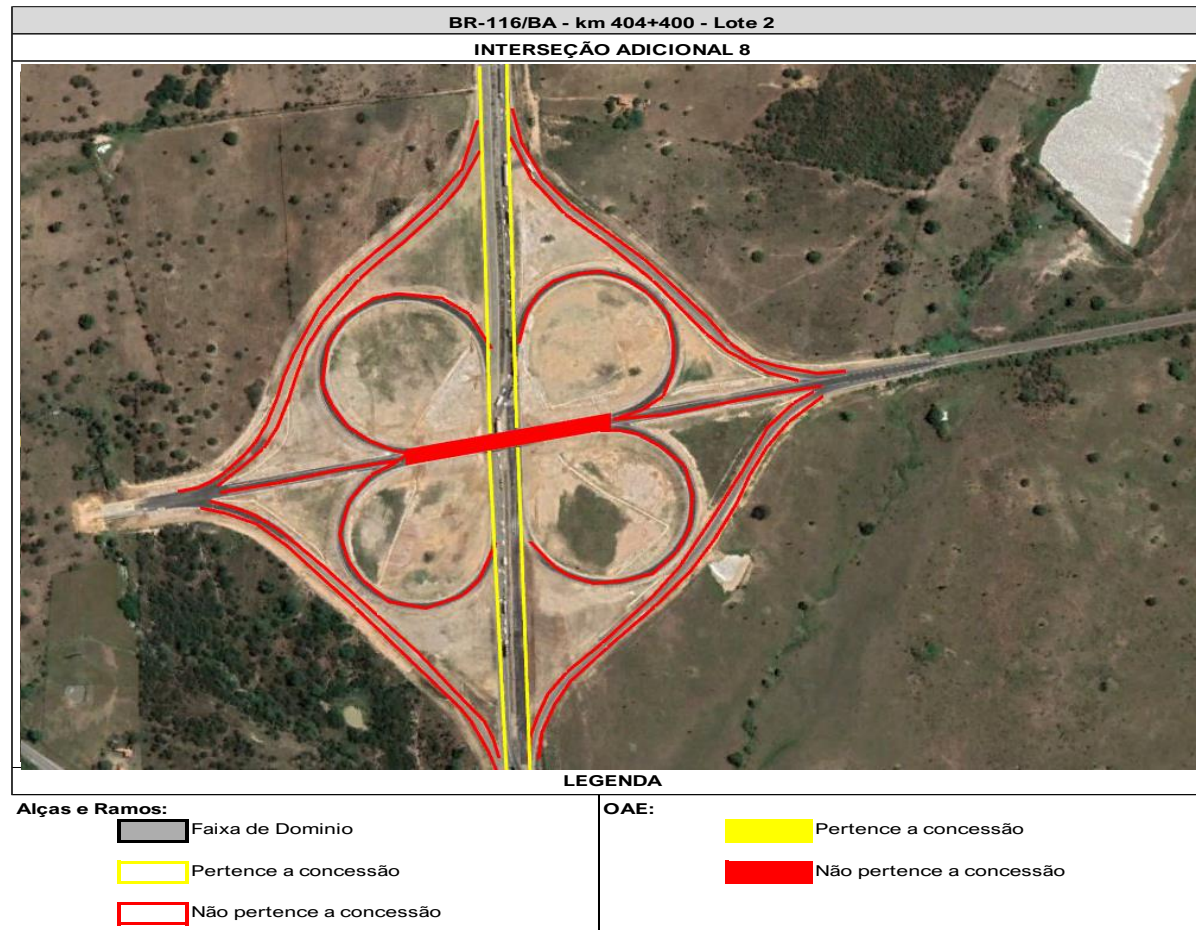 BR-116/BA - km 404+400 - Lote 2
INTERSEÇÃO ADICIONAL 8
LEGENDA
Alças e Ramos:
Faixa de Dominio
Pertence a concessão
Não pertence a concessão
OAE:
Pertence a concessão
Não pertence a concessão